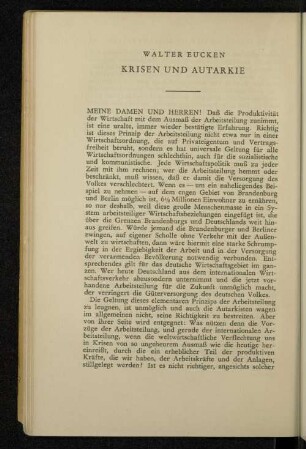 WALTER EUCKEN
KRISEN UND AUTARKIE
MEINE DAMEN UND HERREN! Daß die Produktivität
der Wirtschaft mit dem Ausmaß der Arbeitsteilung zunimmt,
ist eine uralte, immer wieder bestätigte Erfahrung. Richtig
ist dieses Prinzip der Arbeitsteilung nicht etwa nur in einer
Wirtschaftsordnung, die auf Privateigentum und Vertrags-
freiheit beruht, sondern es hat universale Geltung für alle
Wirtschaftsordnungen schlechthin, auch für die sozialistische
und kommunistische. Jede Wirtschaftspolitik muß zu jeder
Zeit mit ihm rechnen; wer die Arbeitsteilung hemmt oder
beschränkt, muß wissen, daß er damit die Versorgung des
Volkes verschlechtert. Wenn es — um ein naheliegendes Bei-
spiel zu nehmen — auf dem engen Gebiet von Brandenburg
und Berlin möglich ist, 6½ Millionen Einwohner zu ernähren,
so nur deshalb, weil diese große Menschenmasse in ein Sy-
stem arbeitsteiliger Wirtschaftsbeziehungen eingefügt ist, die
über die Grenzen Brandenburgs und Deutschlands weit hin-
aus greifen. Würde jemand die Brandenburger und Berliner
zwingen, auf eigener Scholle ohne Verkehr mit der Außen-
welt zu wirtschaften, dann wäre hiermit eine starke Schrump-
fung in der Ergiebigkeit der Arbeit und in der Versorgung
der verarmenden Bevölkerung notwendig verbunden. Ent-
sprechendes gilt für das deutsche Wirtschaftsgebiet im gan-
zen. Wer heute Deutschland aus dem internationalen Wirt-
schaftsverkehr abzusondern unternimmt und die jetzt vor-
handene Arbeitsteilung für die Zukunft unmöglich macht,
der verelagert die Güterversorgung des deutschen Volkes.
Die Geltung dieses elementaren Prinzips der Arbeitsteilung
zu leugnen, ist unmöglich und auch die Autarkisten wagen
im allgemeinen nicht, seine Richtigkeit zu bestreiten. Aber
von ihrer Seite wird entgegnet: Was nützen denn die Vor-
züge der Arbeitsteilung, und gerade der internationalen Ar-
beitsteilung, wenn die weltwirtschaftliche Verflechtung uns
in Krisen von so ungeheurem Ausmaß wie die heutige her-
einreißt, durch die ein erheblicher Teil der produktiven
Kräfte, die wir haben, der Arbeitskräfte und der Anlagen,
stillgelegt werden? Ist es nicht richtiger, angesichts solcher